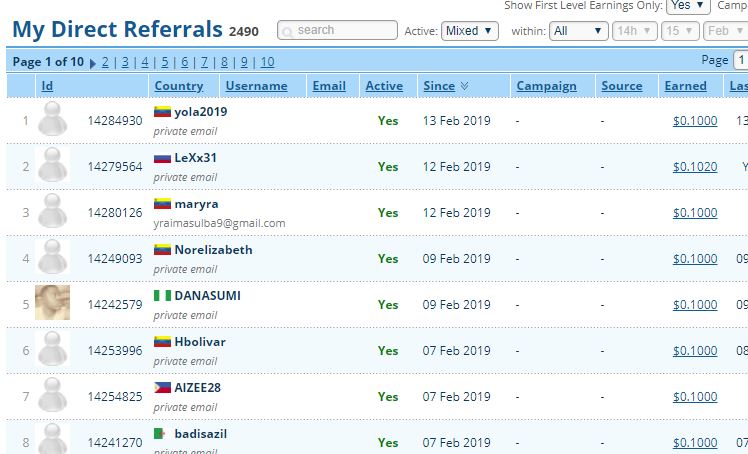 Show First Level Earnings Only: Yes Camp
My Direct Referrals 2490 search Active: Mixed within: All 14h 15 Feb
Page 1 of 10 2 | 3 | 4 | 5 | 6 | 7 | 8 | 9 | 10 Page 1
Id Country Username Email Active Since Campaign Source Earned Las
1 14284930 yola2019 Yes 13 Feb 2019 - - $0.1000 13
private email
2 14279564 LeXx31 Yes 12 Feb 2019 - - $0.1020 Y
private email
3 14280126 maryra Yes 12 Feb 2019 - - $0.1000
yraimasulba9@gmail.com
4 14249093 Norelizabeth Yes 09 Feb 2019 - - $0.1000 09
private email
5 14242579 DANASUMI Yes 09 Feb 2019 - - $0.1000 09
private email
6 14253996 Hbolivar Yes 07 Feb 2019 - - $0.1000 08
private email
7 14254825 AIZEE28 Yes 07 Feb 2019 - - $0.1000
private email
8 14241270 badisazil Yes 07 Feb 2019 - - $0.1000 07
private email